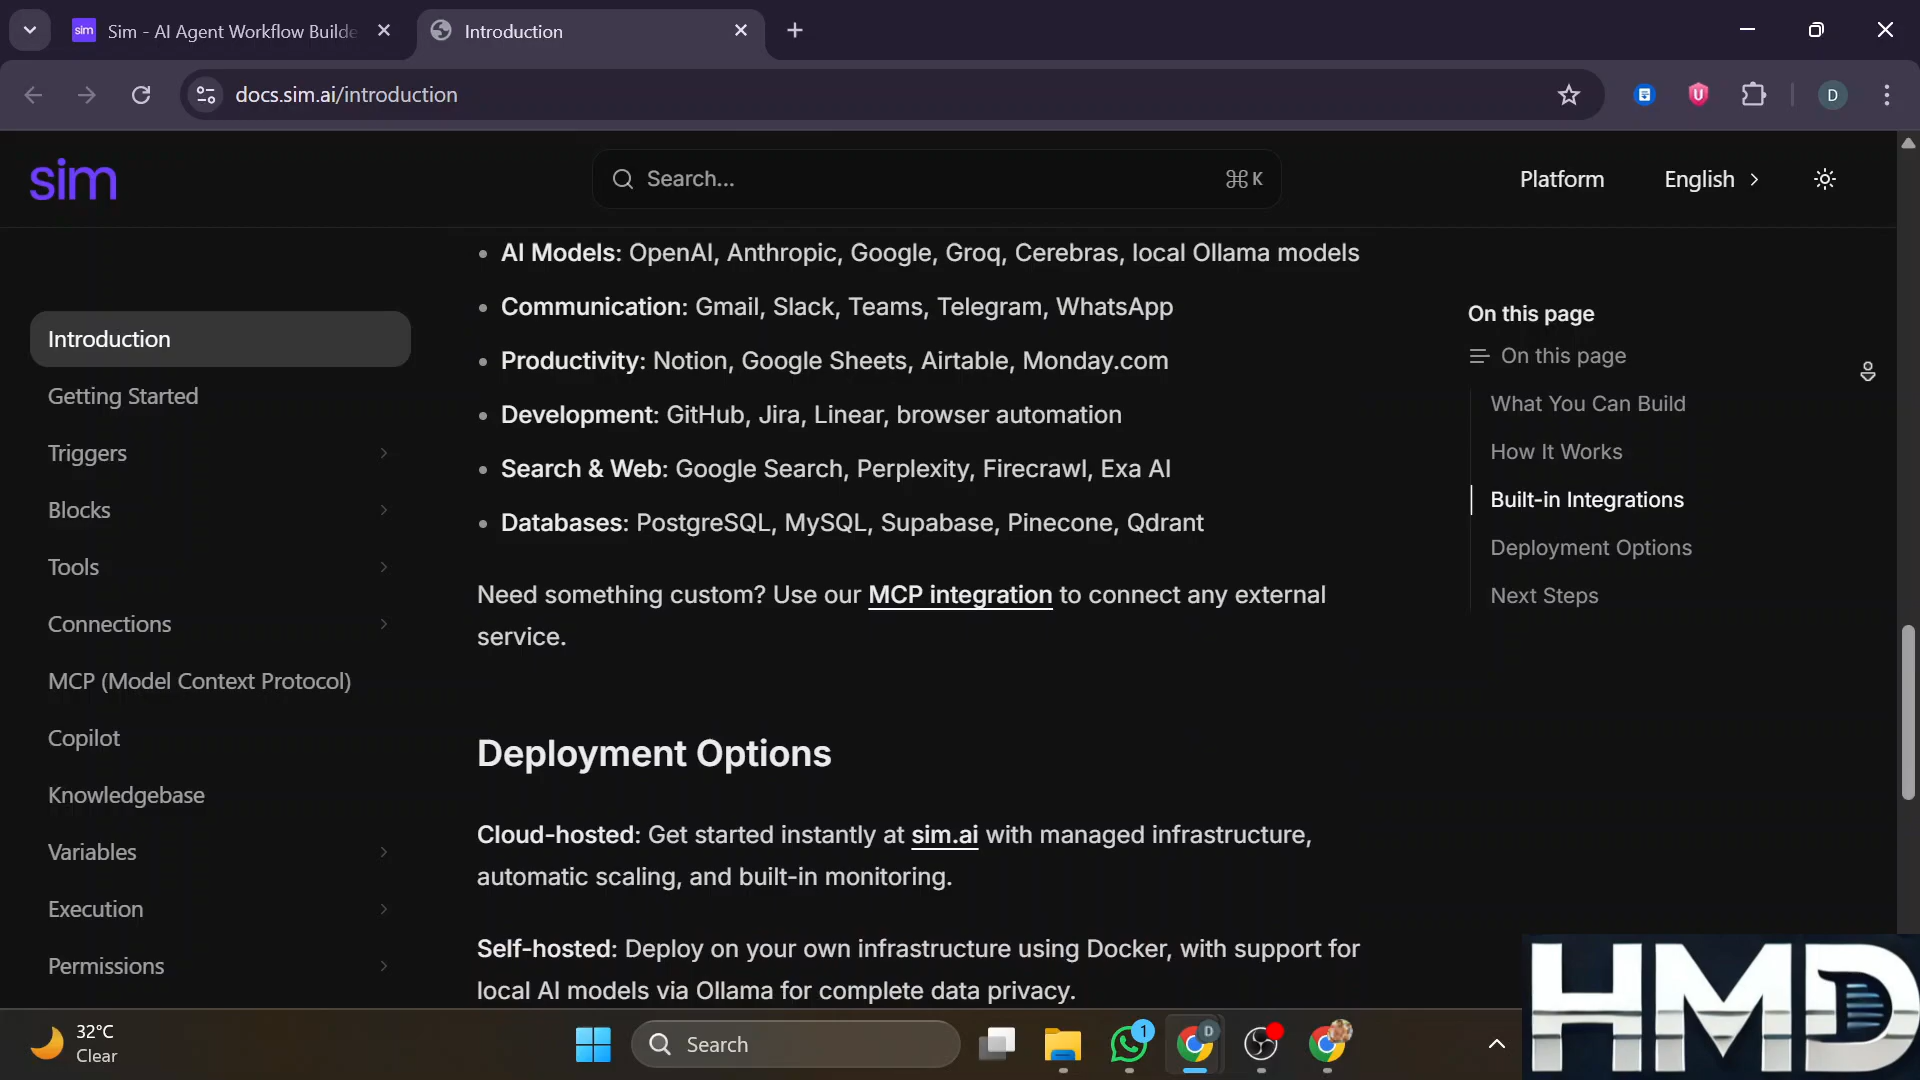 sim
Sim - AI Agent Workflow Builde
Introduction
docs.sim.ai/introduction
U
D
sim
Search...
⌘K
Platform
English
Introduction
Getting Started
Triggers
Blocks
Tools
Connections
MCP (Model Context Protocol)
Copilot
Knowledgebase
Variables
Execution
Permissions
• AI Models: OpenAI, Anthropic, Google, Groq, Cerebras, local Ollama models
• Communication: Gmail, Slack, Teams, Telegram, WhatsApp
• Productivity: Notion, Google Sheets, Airtable, Monday.com
• Development: GitHub, Jira, Linear, browser automation
• Search & Web: Google Search, Perplexity, Firecrawl, Exa AI
• Databases: PostgreSQL, MySQL, Supabase, Pinecone, Qdrant
Need something custom? Use our MCP integration to connect any external
service.
Deployment Options
Cloud-hosted: Get started instantly at sim.ai with managed infrastructure,
automatic scaling, and built-in monitoring.
Self-hosted: Deploy on your own infrastructure using Docker, with support for
local AI models via Ollama for complete data privacy.
On this page
On this page
What You Can Build
How It Works
Built-in Integrations
Deployment Options
Next Steps
32°C
Clear
Search
1
D
HMD